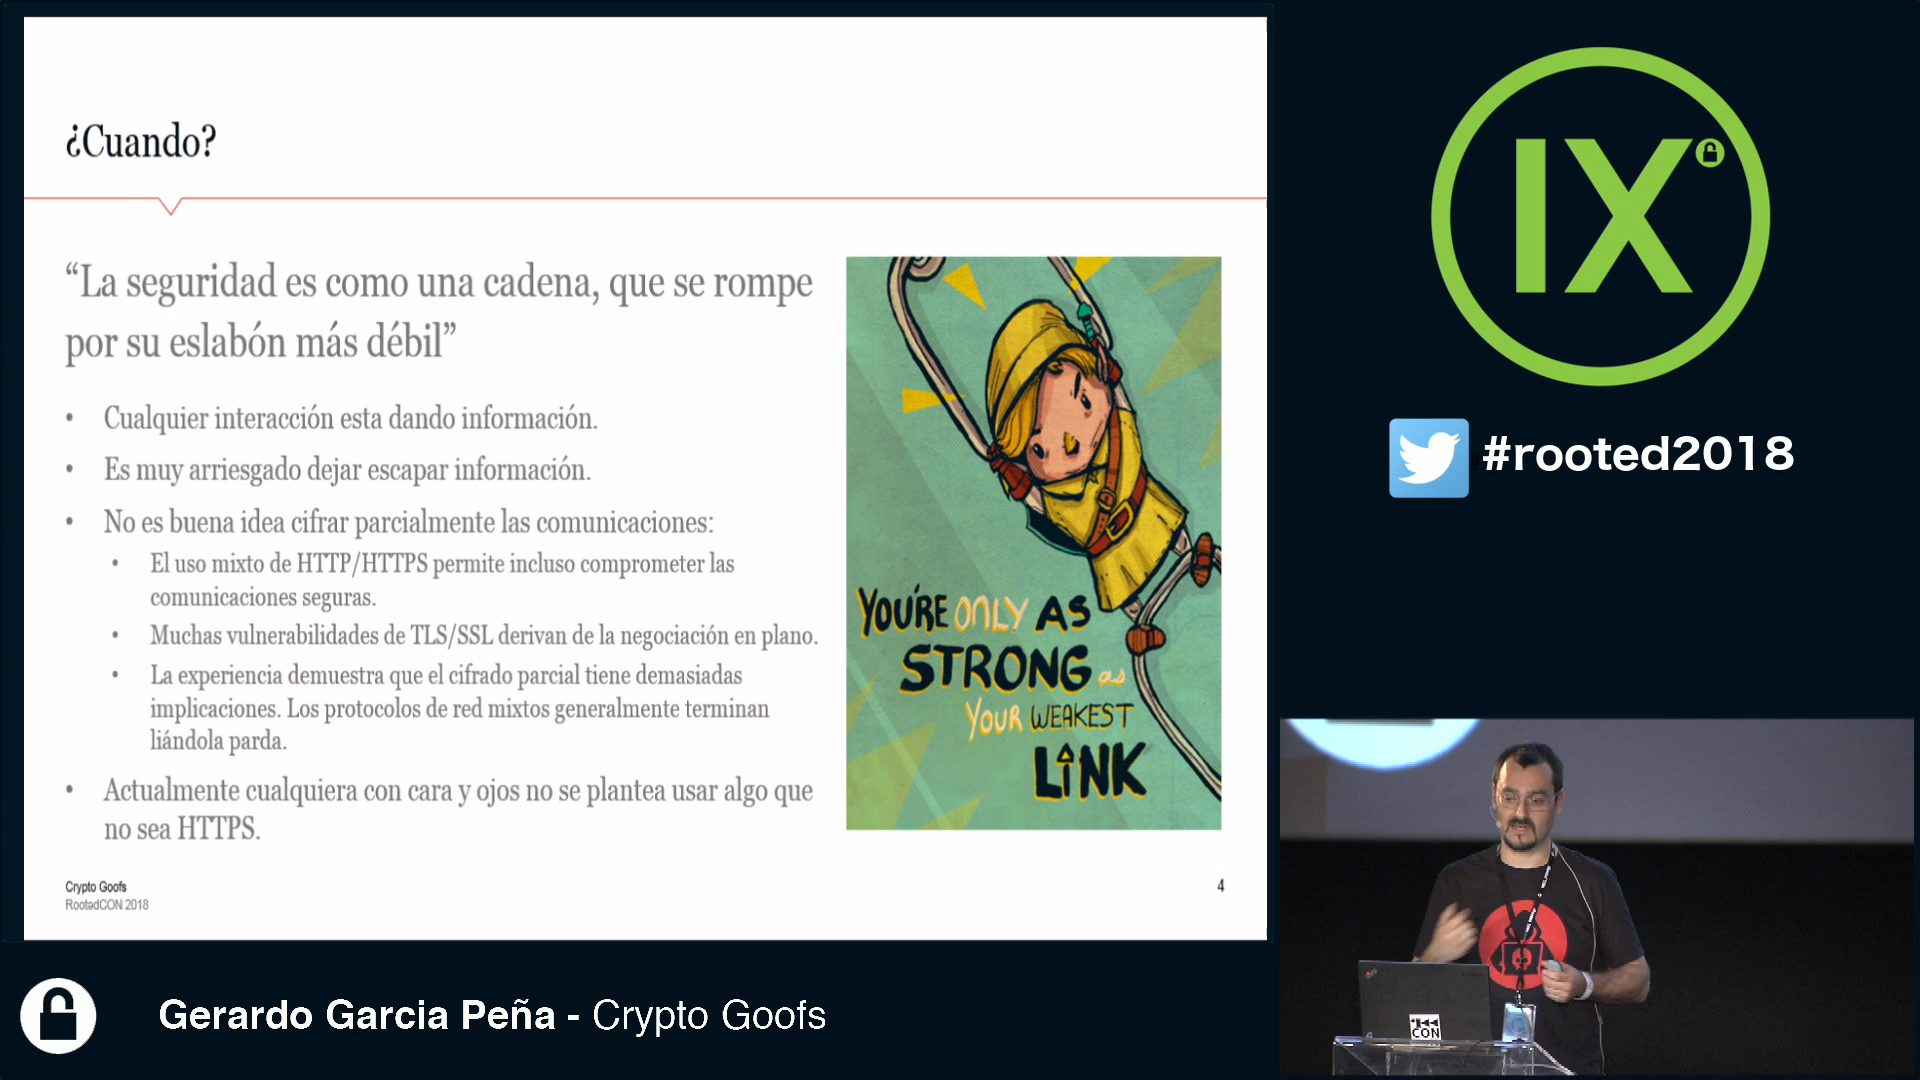 ¿Cuando?
“La seguridad es como una cadena, que se rompe
por su eslabón más débil”
• Cualquier interacción esta dando información.
• Es muy arriesgado dejar escapar información.
• No es buena idea cifrar parcialmente las comunicaciones:
• El uso mixto de HTTP/HTTPS permite incluso comprometer las
comunicaciones seguras.
• Muchas vulnerabilidades de TLS/SSL derivan de la negociación en plano.
• La experiencia demuestra que el cifrado parcial tiene demasiadas
implicaciones. Los protocolos de red mixtos generalmente terminan
liándola parda.
• Actualmente cualquiera con cara y ojos no se plantea usar algo que
no sea HTTPS.
YOU'RE ONLY AS
STRONG as
YOUR WEAKEST
LINK
Crypto Goofs
RootedCON 2018
4
IX
#rooted2018
CON
Gerardo Garcia Peña - Crypto Goofs